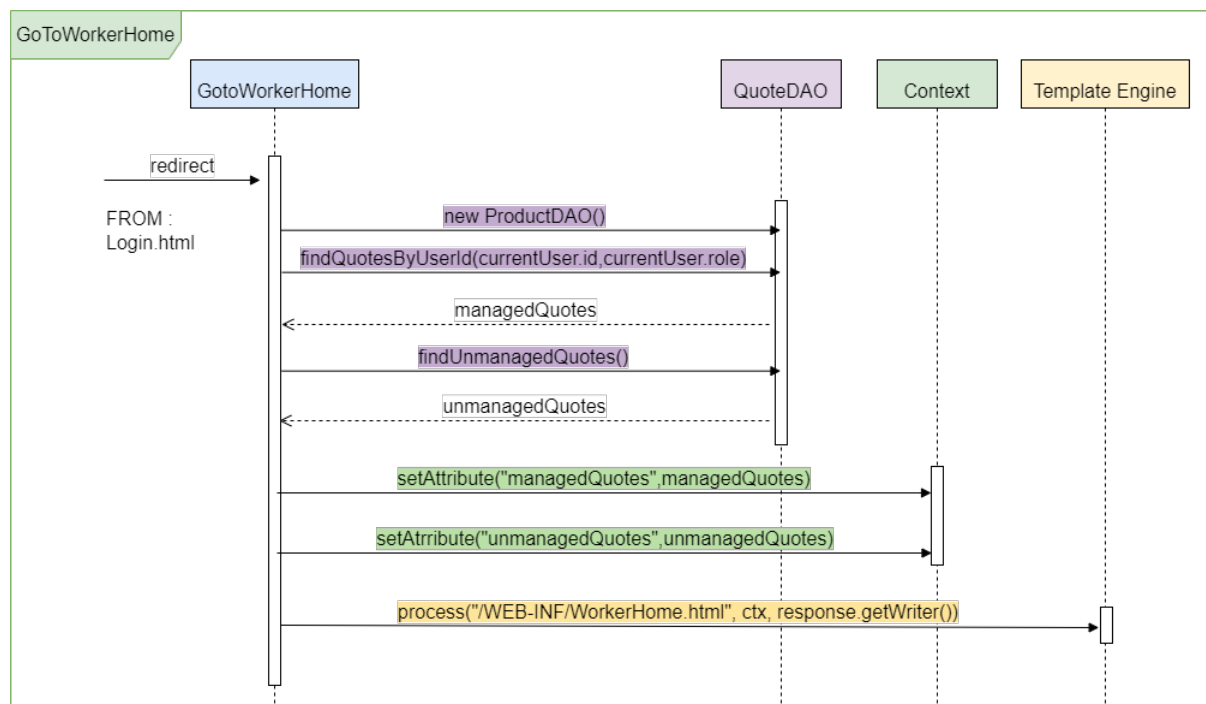 GoToWorkerHome
GotoWorkerHome
QuoteDAO
Context
Template Engine
redirect
FROM :
Login.html
new ProductDAO()
findQuotesByUserId(currentUser.id,currentUser.role)
managedQuotes
findUnmanagedQuotes()
unmanagedQuotes
setAttribute("managedQuotes",managedQuotes)
setAtrribute("unmanagedQuotes",unmanagedQuotes)
process("/WEB-INF/WorkerHome.html", ctx, response.getWriter())